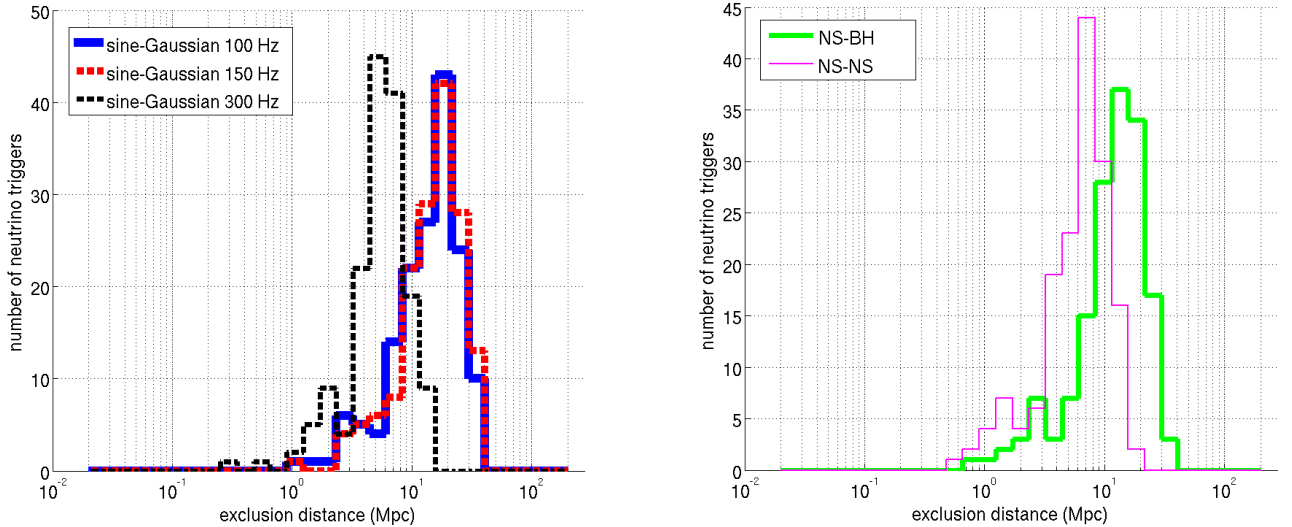 50
40
30
20
10
0
number of neutrino triggers
sine-Gaussian 100 Hz
sine-Gaussian 150 Hz
sine-Gaussian 300 Hz
10^-2
10^-1
10^0
10^1
10^2
exclusion distance (Mpc)
45
40
35
30
25
20
15
10
5
0
number of neutrino triggers
NS-BH
NS-NS
10^-2
10^-1
10^0
10^1
10^2
exclusion distance (Mpc)